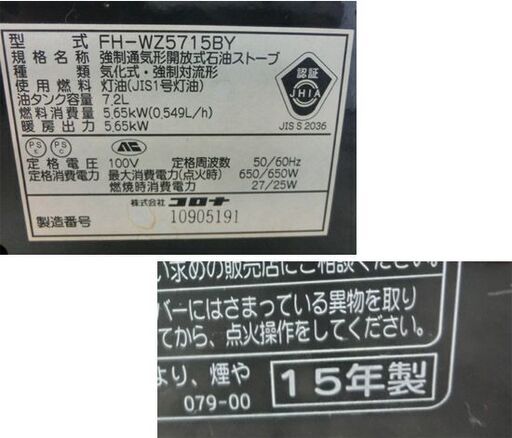 型　式　FH-WZ5715BY
規格名称　強制通気形開放式石油ストーブ
種　類　気化式・強制対流形
使用燃料　灯油(JIS1号灯油)
油タンク容量　7,2L
燃料消費量　5,65kW(0,549L/h)
暖房出力　5,65kW
認証
JHIA
JIS S 2036
PS E
PS C
定格電圧　100V　定格周波数　50/60Hz
定格消費電力　最大消費電力(点火時)　650/650W
燃焼時消費電力　27/25W
株式会社 コロナ
製造番号　10905191
い求めの販売店にご相談ください。
バーにはさまっている異物を取り
てから、点火操作をしてください。
より、煙や
079-00
15年製